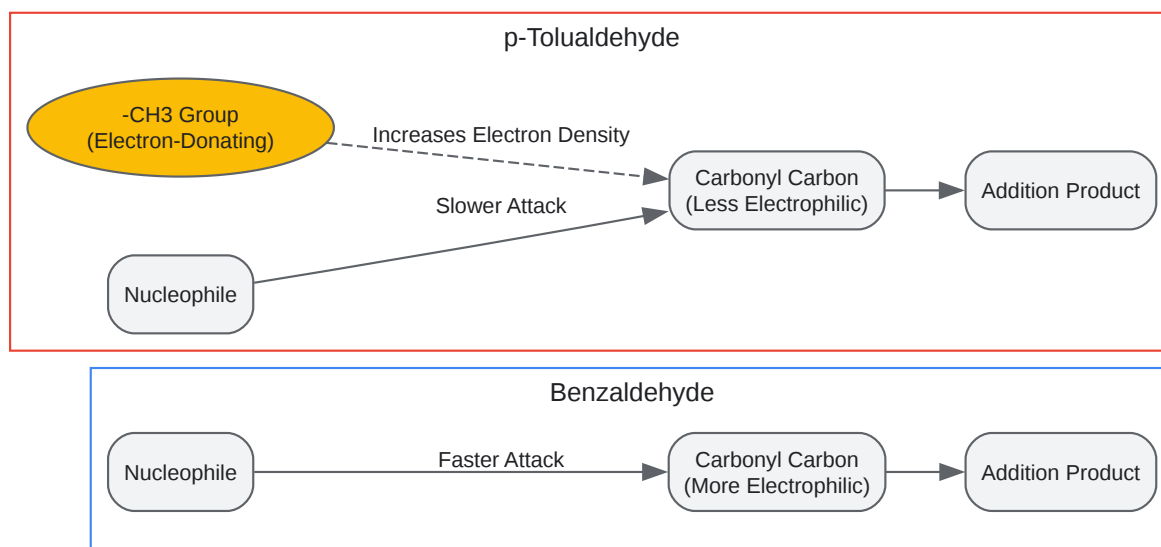 p-Tolualdehyde
-CH3 Group
(Electron-Donating)
Increases Electron Density
Slower Attack
Nucleophile
Carbonyl Carbon
(Less Electrophilic)
Addition Product
Benzaldehyde
Nucleophile
Faster Attack
Carbonyl Carbon
(More Electrophilic)
Addition Product